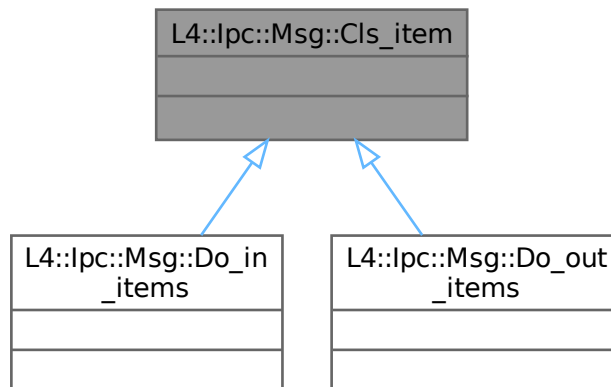 L4::Ipc::Msg::Cls_item
L4::Ipc::Msg::Do_in
_items
L4::Ipc::Msg::Do_out
_items